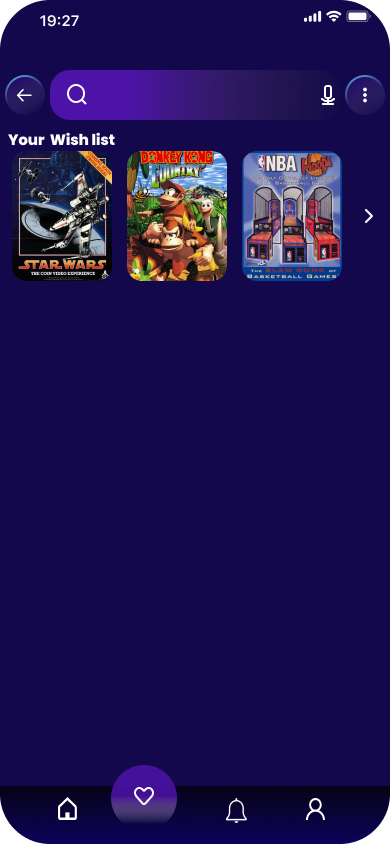 19:27
Your Wish list
STAR WARS
THE COIN VIDEO EXPERIENCE
DONKEY KONG
COUNTRY
NBA Hoops
THE SLAM DUNK OF
BASKETBALL GAMES